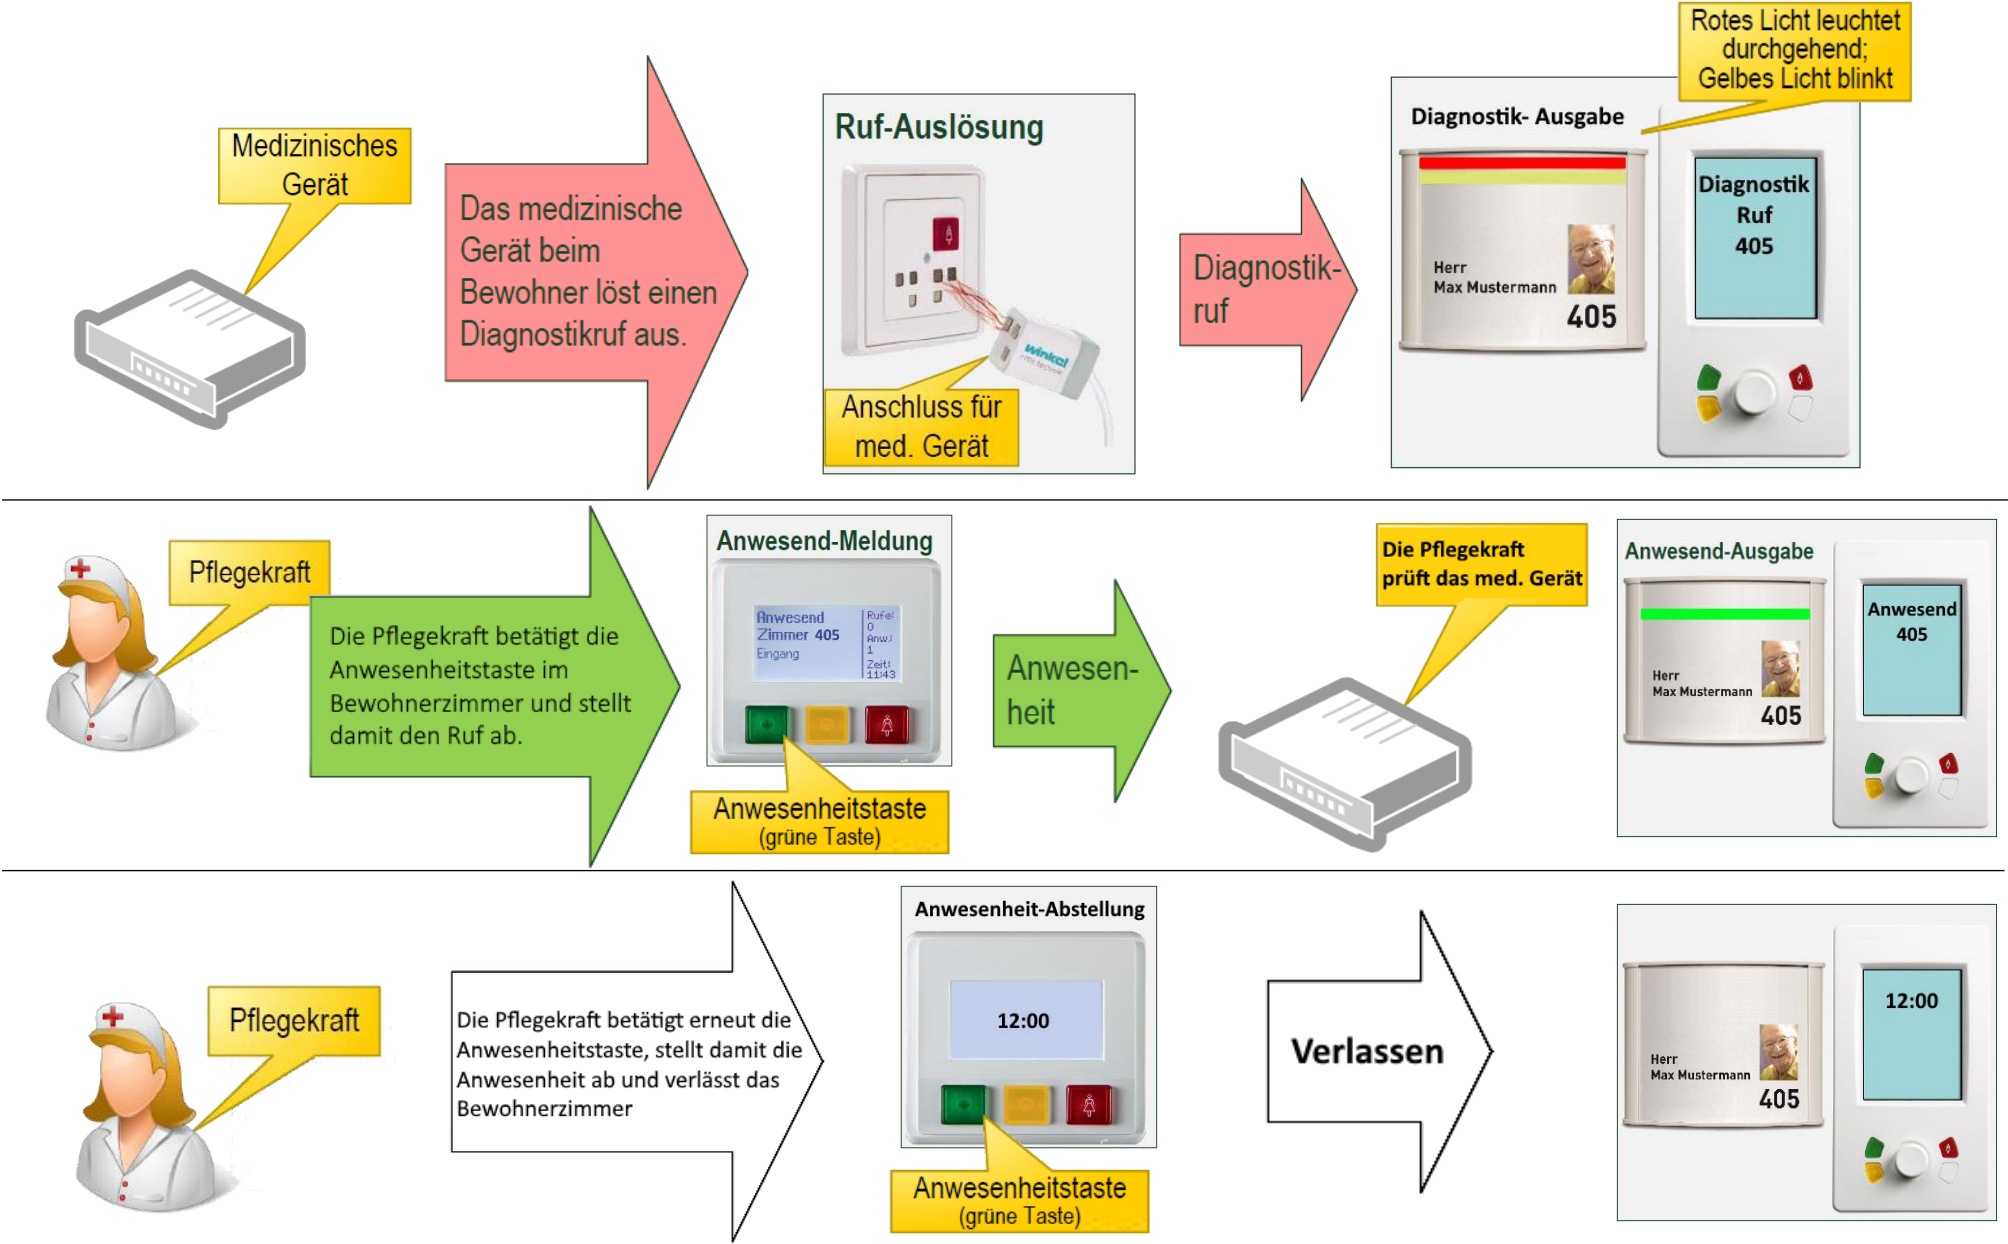 Rotes Licht leuchtet
durchgehend;
Gelbes Licht blinkt
Medizinisches
Gerät
Das medizinische
Gerät beim
Bewohner löst einen
Diagnostikruf aus.
Ruf-Auslösung
winkel
Anschluss für
med. Gerät
Diagnostik-
ruf
Diagnostik- Ausgabe
Herr
Max Mustermann
405
Diagnostik
Ruf
405
Pflegekraft
Die Pflegekraft betätigt die
Anwesenheitstaste im
Bewohnerzimmer und stellt
damit den Ruf ab.
Anwesend-Meldung
Anwesend
Zimmer 405
Eingang
Rufe:
0
Anw.:
1
Zeit:
11:43
Anwesenheitstaste
(grüne Taste)
Anwesen-
heit
Die Pflegekraft
prüft das med. Gerät
Anwesend-Ausgabe
Herr
Max Mustermann
405
Anwesend
405
Pflegekraft
Die Pflegekraft betätigt erneut die
Anwesenheitstaste, stellt damit die
Anwesenheit ab und verlässt das
Bewohnerzimmer
Anwesenheit-Abstellung
12:00
Anwesenheitstaste
(grüne Taste)
Verlassen
Herr
Max Mustermann
405
12:00